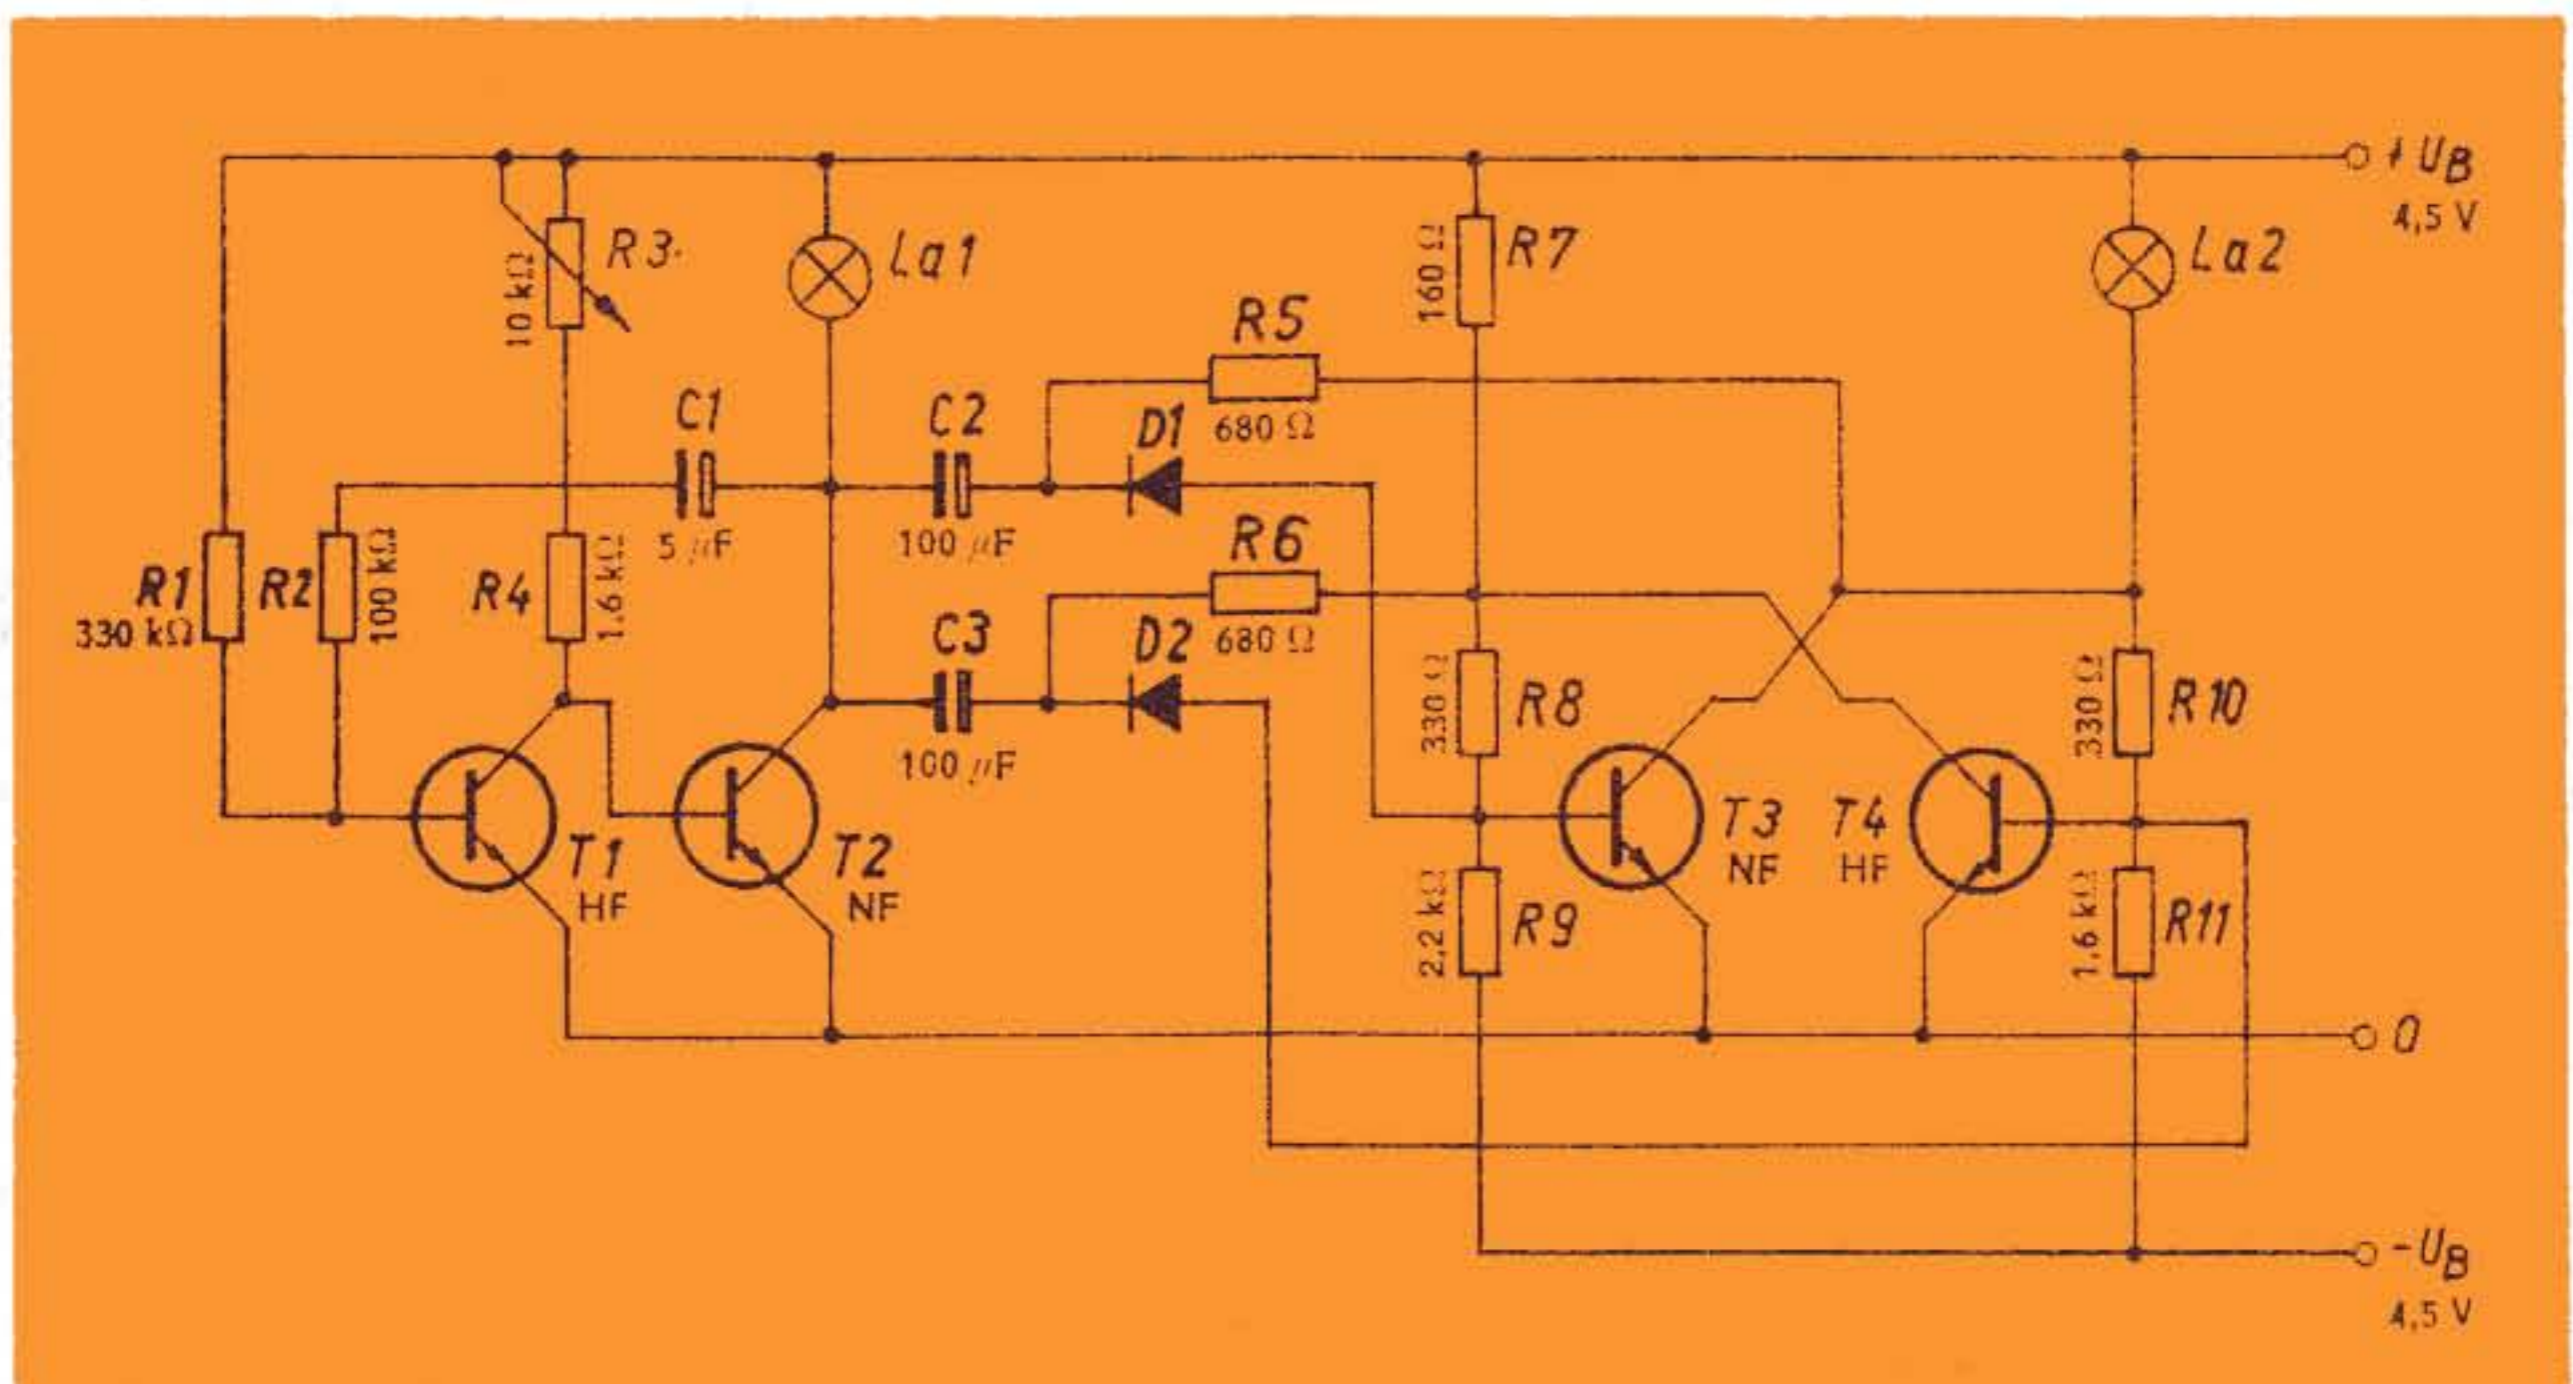 +UB
4,5 V
R3
10 kΩ
La1
R7
160 Ω
La2
R5
680 Ω
C1
5 µF
C2
100 µF
D1
R6
680 Ω
R1
330 kΩ
R2
100 kΩ
R4
1,6 kΩ
C3
100 µF
D2
R8
330 Ω
R10
330 Ω
T1
HF
T2
NF
T3
NF
T4
HF
R9
2,2 kΩ
R11
1,6 kΩ
0
-UB
4,5 V